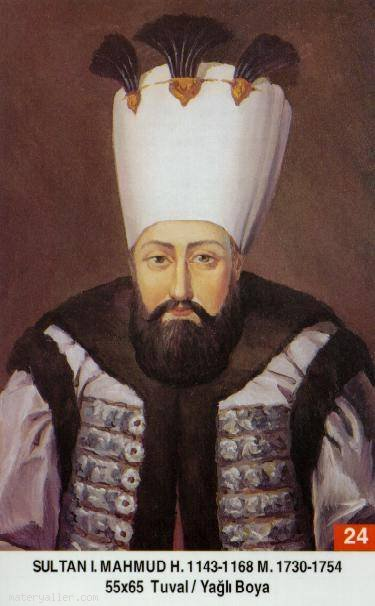 24
SULTAN I. MAHMUD H. 1143-1168 M. 1730-1754
55x65 Tuval / Yağlı Boya
materyaller.com